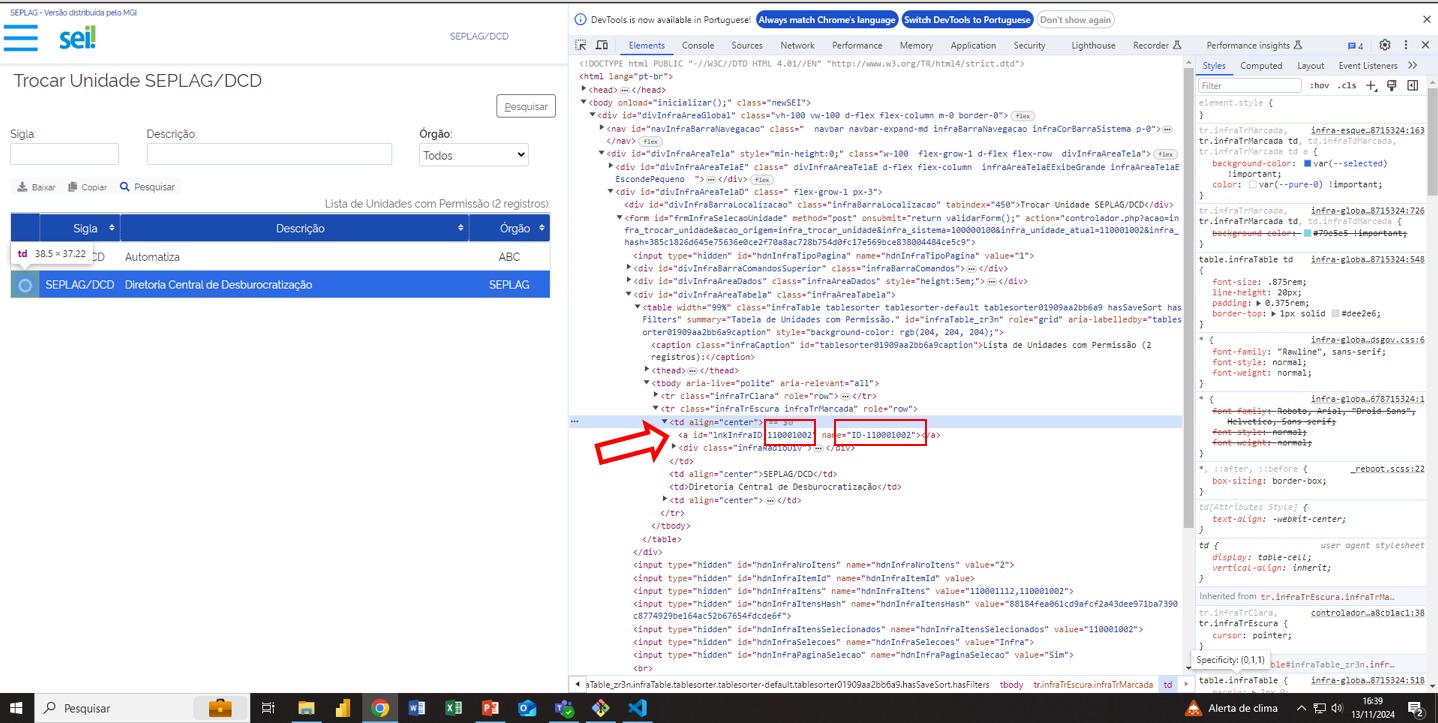 SEPLAG - Versão distribuída pelo MGI
sei!
SEPLAG/DCD
Trocar Unidade SEPLAG/DCD
Pesquisar
Sigla:
Descrição:
Órgão:
Todos
Baixar
Copiar
Pesquisar
Lista de Unidades com Permissão (2 registros):
Sigla
Descrição
Órgão
td 38.5 × 37.22
CD
Automatiza
ABC
SEPLAG/DCD
Diretoria Central de Desburocratização
SEPLAG
DevTools is now available in Portuguese!
Always match Chrome's language
Switch DevTools to Portuguese
Don't show again
Elements
Console
Sources
Network
Performance
Memory
Application
Security
Lighthouse
Recorder
Performance insights
4
<!DOCTYPE html PUBLIC "-//W3C//DTD HTML 4.01//EN" "http://www.w3.org/TR/html4/strict.dtd">
<html lang="pt-br">
<head> … </head>
<body onload="inicializar();" class="newSEI">
<div id="divInfraAreaGlobal" class="vh-100 vw-100 d-flex flex-column m-0 border-0"> flex
<nav id="navInfraBarraNavegacao" class="  navbar navbar-expand-md infraBarraNavegacao infraCorBarraSistema p-0"> …
</nav> flex
<div id="divInfraAreaTela" style="min-height:0;" class="w-100  flex-grow-1 d-flex flex-row  divInfraAreaTela"> flex
<div id="divInfraAreaTelaE" class=" divInfraAreaTelaE d-flex flex-column  infraAreaTelaEExibeGrande infraAreaTelaE
EscondePequeno  "> … </div> flex
<div id="divInfraAreaTelaD" class=" flex-grow-1 px-3">
<div id="divInfraBarraLocalizacao" class="infraBarraLocalizacao" tabindex="450">Trocar Unidade SEPLAG/DCD</div>
<form id="frmInfraSelecaoUnidade" method="post" onsubmit="return validarForm();" action="controlador.php?acao=in
fra_trocar_unidade&acao_origem=infra_trocar_unidade&infra_sistema=100000100&infra_unidade_atual=110001002&infra_
hash=385c1826d645e75636e0ce2f70a8ac728b754d0fc17e569bce838004484ce5c9">
<input type="hidden" id="hdnInfraTipoPagina" name="hdnInfraTipoPagina" value="1">
<div id="divInfraBarraComandosSuperior" class="infraBarraComandos"> … </div>
<div id="divInfraAreaDados" class="infraAreaDados" style="height:5em;"> … </div>
<div id="divInfraAreaTabela" class="infraAreaTabela">
<table width="99%" class="infraTable tablesorter tablesorter-default tablesorter01909aa2bb6a9 hasSaveSort has
Filters" summary="Tabela de Unidades com Permissão." id="infraTable_zr3n" role="grid" aria-labelledby="tables
orter01909aa2bb6a9caption" style="background-color: rgb(204, 204, 204);">
<caption class="infraCaption" id="tablesorter01909aa2bb6a9caption">Lista de Unidades com Permissão (2
registros):</caption>
<thead> … </thead>
<tbody aria-live="polite" aria-relevant="all">
<tr class="infraTrClara" role="row"> … </tr>
<tr class="infraTrEscura infraTrMarcada" role="row">
<td align="center"> == $0
<a id="lnkInfraID-110001002" name="ID-110001002"></a>
<div class="infraRadioDiv"> … </div>
</td>
<td align="center">SEPLAG/DCD</td>
<td>Diretoria Central de Desburocratização</td>
<td align="center"> … </td>
</tr>
</tbody>
</table>
</div>
<input type="hidden" id="hdnInfraNroItens" name="hdnInfraNroItens" value="2">
<input type="hidden" id="hdnInfraItemId" name="hdnInfraItemId" value>
<input type="hidden" id="hdnInfraItens" name="hdnInfraItens" value="110001112,110001002">
<input type="hidden" id="hdnInfraItensHash" name="hdnInfraItensHash" value="88184fea061cd9afcf2a43dee971ba7390
c8774929be164ac52b67654fdcde6f">
<input type="hidden" id="hdnInfraItensSelecionados" name="hdnInfraItensSelecionados" value="110001002">
<input type="hidden" id="hdnInfraSelecoes" name="hdnInfraSelecoes" value="Infra">
<input type="hidden" id="hdnInfraPaginaSelecao" name="hdnInfraPaginaSelecao" value="Sim">
<br>
aTable_zr3n.infraTable.tablesorter.tablesorter-default.tablesorter01909aa2bb6a9.hasSaveSort.hasFilters tbody tr.infraTrEscura.infraTrMarcada td
Styles
Computed
Layout
Event Listeners
Filter
:hov .cls
element.style {
}
tr.infraTrMarcada, infra-esque…8715324:163
tr.infraTrMarcada td, td.infraTdMarcada,
tr.infraTrMarcada td a {
background-color: var(--selected)
!important;
color: var(--pure-0) !important;
}
tr.infraTrMarcada, infra-globa…8715324:726
tr.infraTrMarcada td, td.infraTdMarcada {
background-color: #79e5e5 !important;
}
table.infraTable td infra-globa…8715324:548
{
font-size: .875rem;
line-height: 20px;
padding: 0.375rem;
border-top: 1px solid #dee2e6;
}
* { infra-globa…dsgov.css:6
font-family: "Rawline", sans-serif;
font-style: normal;
font-weight: normal;
}
* { infra-globa…678715324:1
font-family: Roboto, Arial, "Droid Sans",
Helvetica, Sans-serif;
font-style: normal;
font-weight: normal;
}
*, ::after, ::before { _reboot.scss:22
box-sizing: border-box;
}
td[Attributes Style] {
text-align: -webkit-center;
}
td { user agent stylesheet
display: table-cell;
vertical-align: inherit;
}
Inherited from tr.infraTrEscura.infraTrMa…
tr.infraTrClara, controlador…a8cb1ac1:38
tr.infraTrEscura {
cursor: pointer;
}
Specificity: (0,1,1)
able#infraTable_zr3n.infr…
table.infraTable { infra-globa…8715324:518
Pesquisar
Alerta de clima
16:39
13/11/2024
2